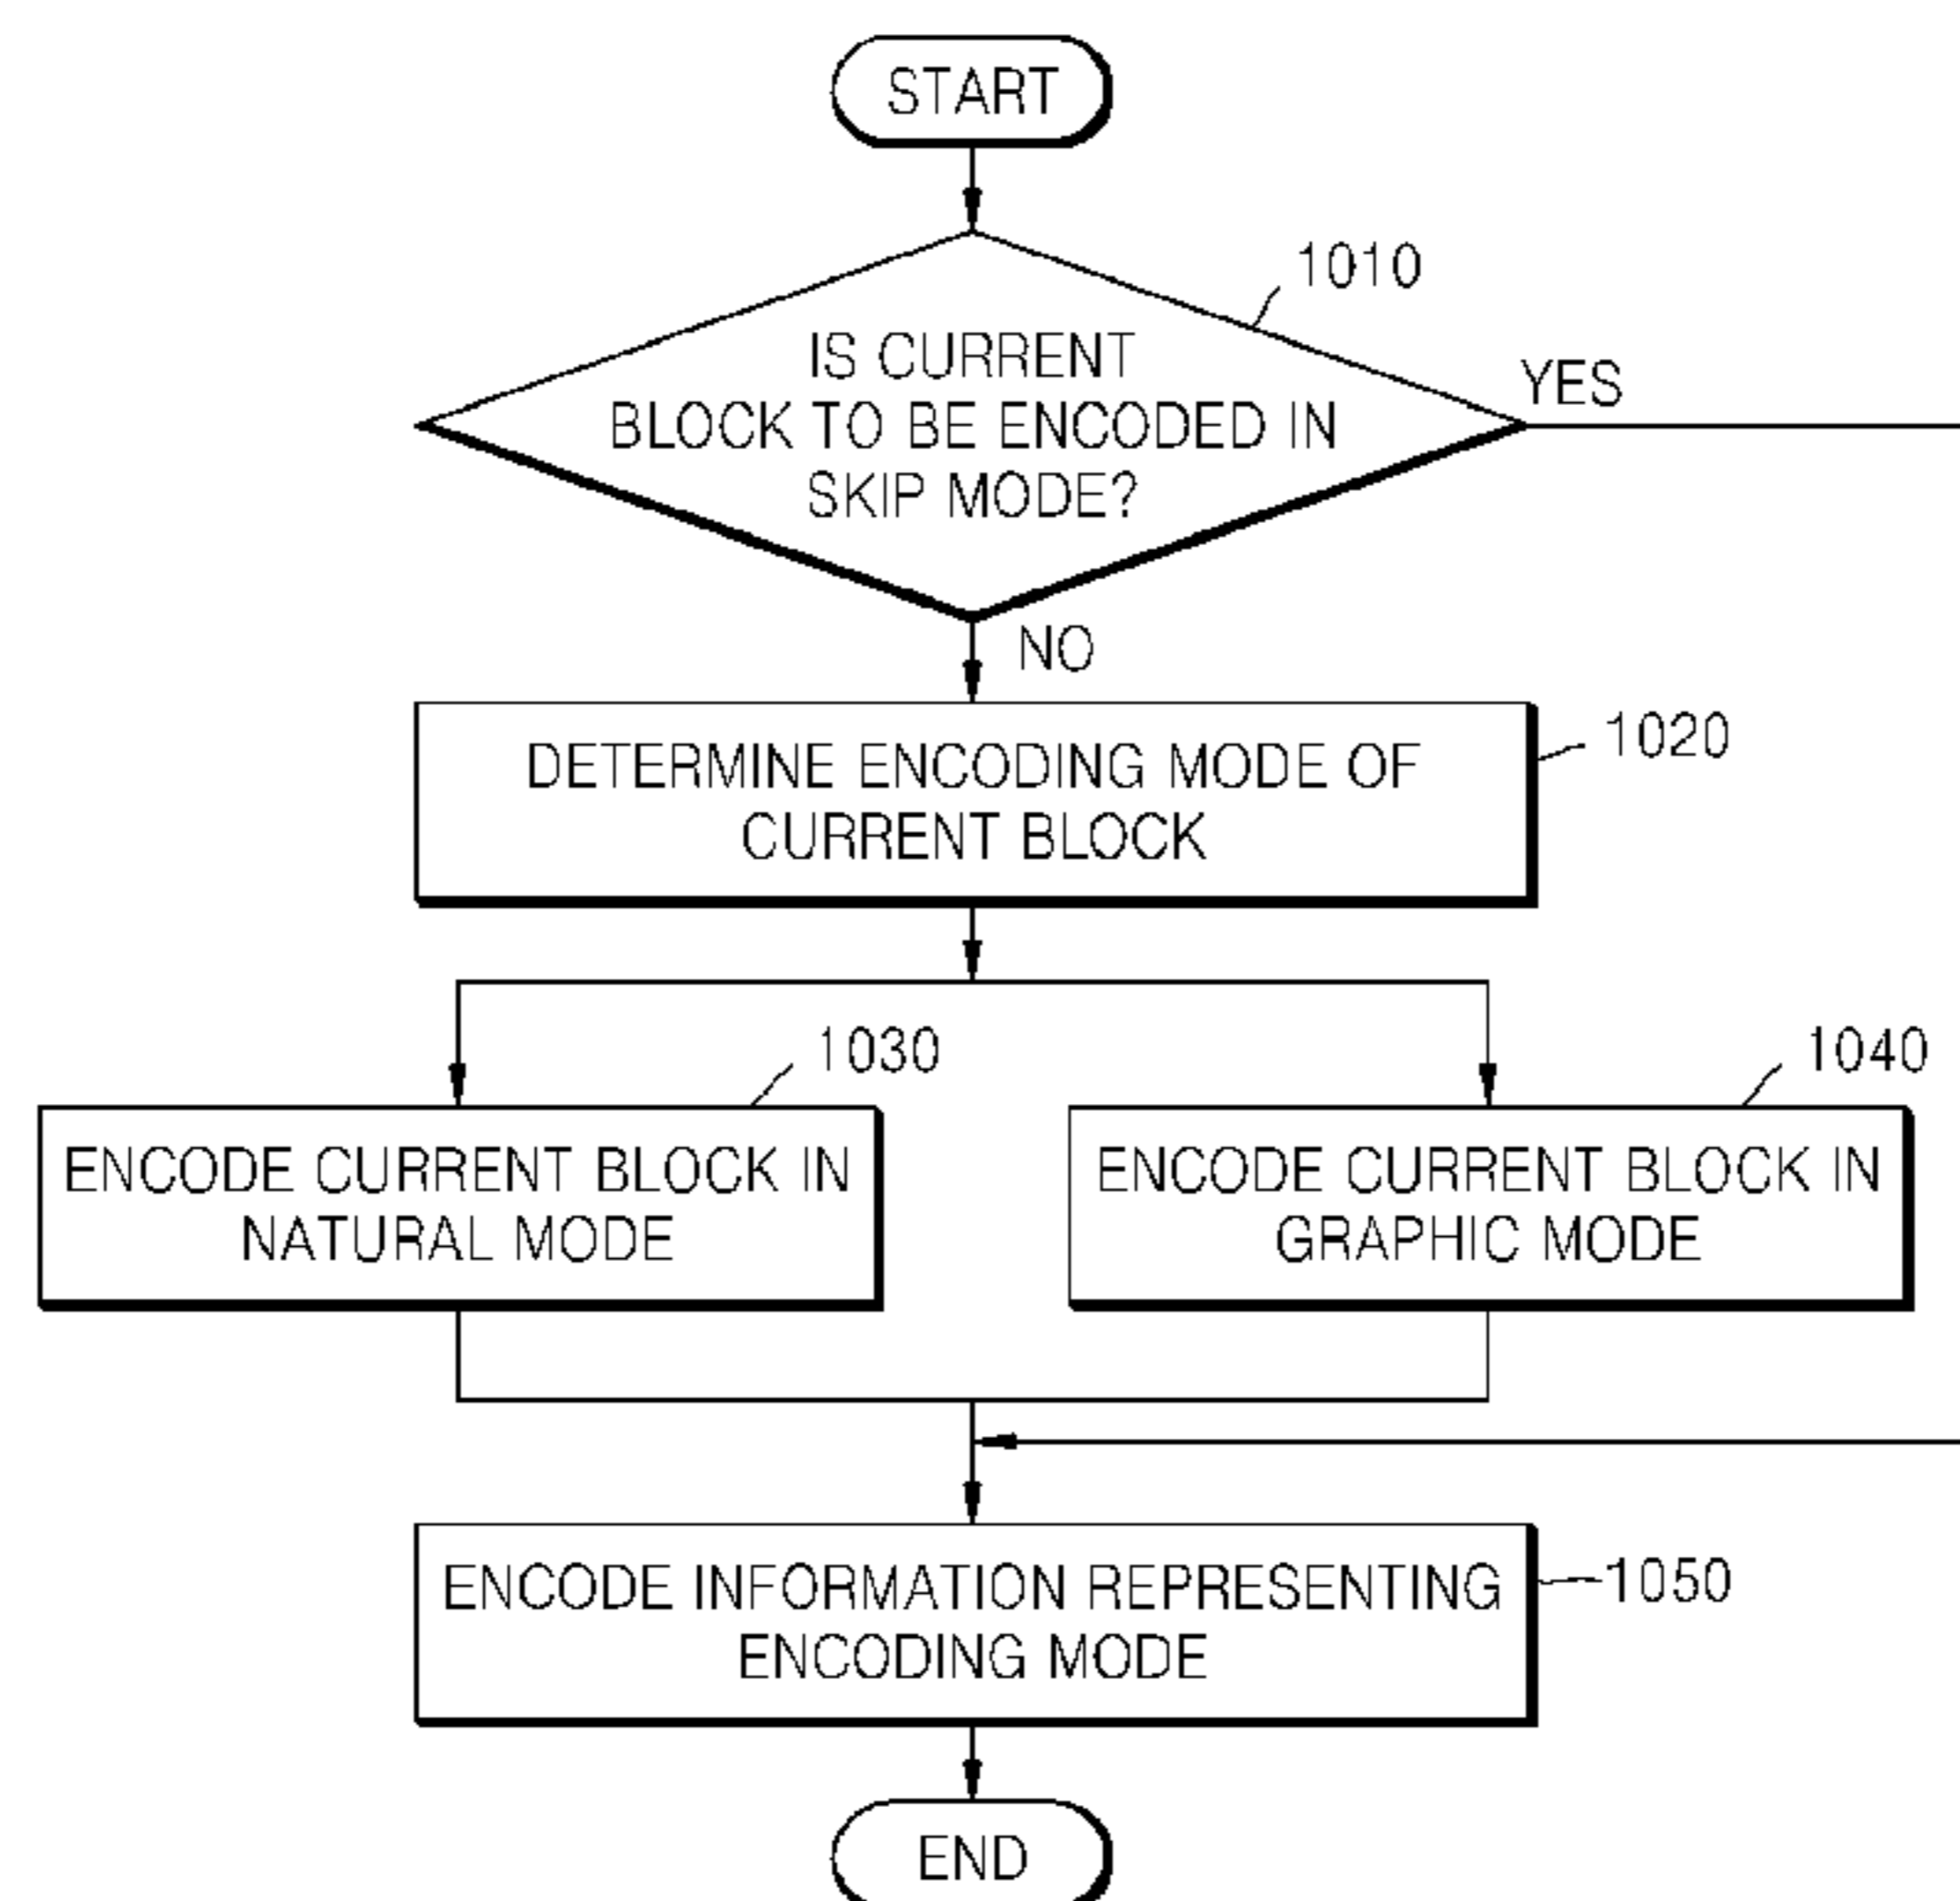 START
1010
IS CURRENT
BLOCK TO BE ENCODED IN
SKIP MODE?
YES
NO
1020
DETERMINE ENCODING MODE OF
CURRENT BLOCK
1030
ENCODE CURRENT BLOCK IN
NATURAL MODE
1040
ENCODE CURRENT BLOCK IN
GRAPHIC MODE
ENCODE INFORMATION REPRESENTING
ENCODING MODE
1050
END